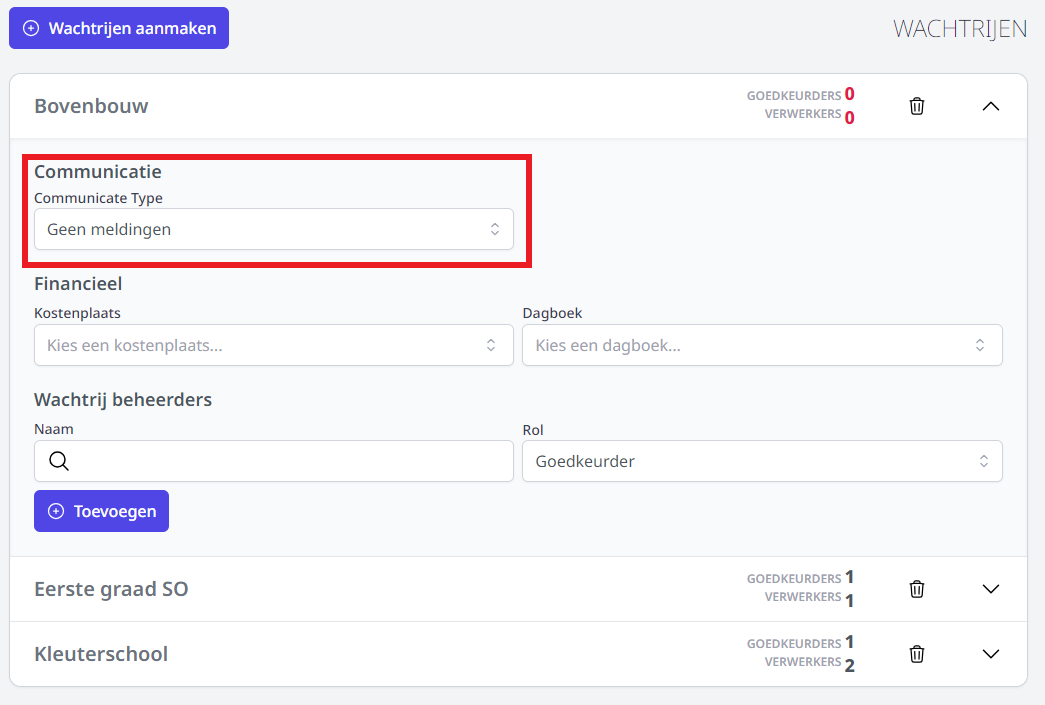 Wachtrijen aanmaken
WACHTRIJEN
Bovenbouw
GOEDKEURDERS 0
VERWERKERS 0
Communicatie
Communicate Type
Geen meldingen
Financieel
Kostenplaats
Dagboek
Kies een kostenplaats...
Kies een dagboek...
Wachtrij beheerders
Naam
Rol
Goedkeurder
Toevoegen
Eerste graad SO
GOEDKEURDERS 1
VERWERKERS 1
Kleuterschool
GOEDKEURDERS 1
VERWERKERS 2